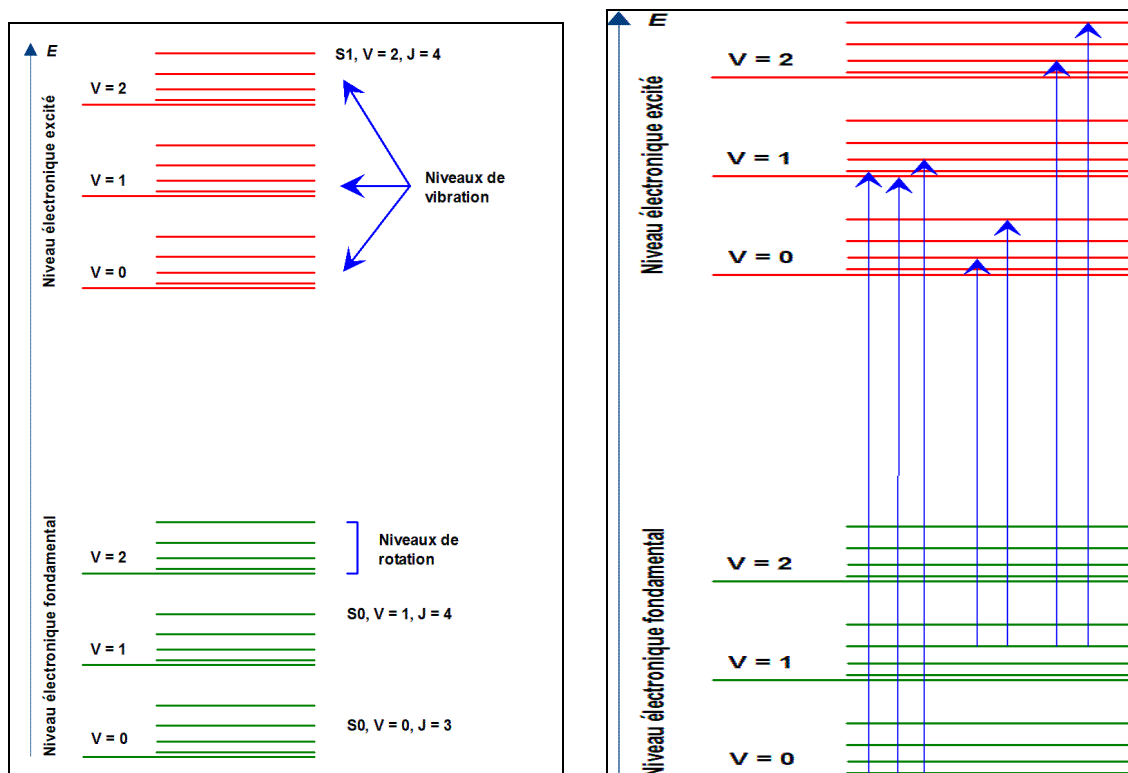 E
Niveau électronique excité
S1, V = 2, J = 4
V = 2
V = 1
Niveaux de
vibration
V = 0
Niveau électronique fondamental
Niveaux de
rotation
V = 2
S0, V = 1, J = 4
V = 1
S0, V = 0, J = 3
V = 0
E
Niveau électronique excité
V = 2
V = 1
V = 0
Niveau électronique fondamental
V = 2
V = 1
V = 0